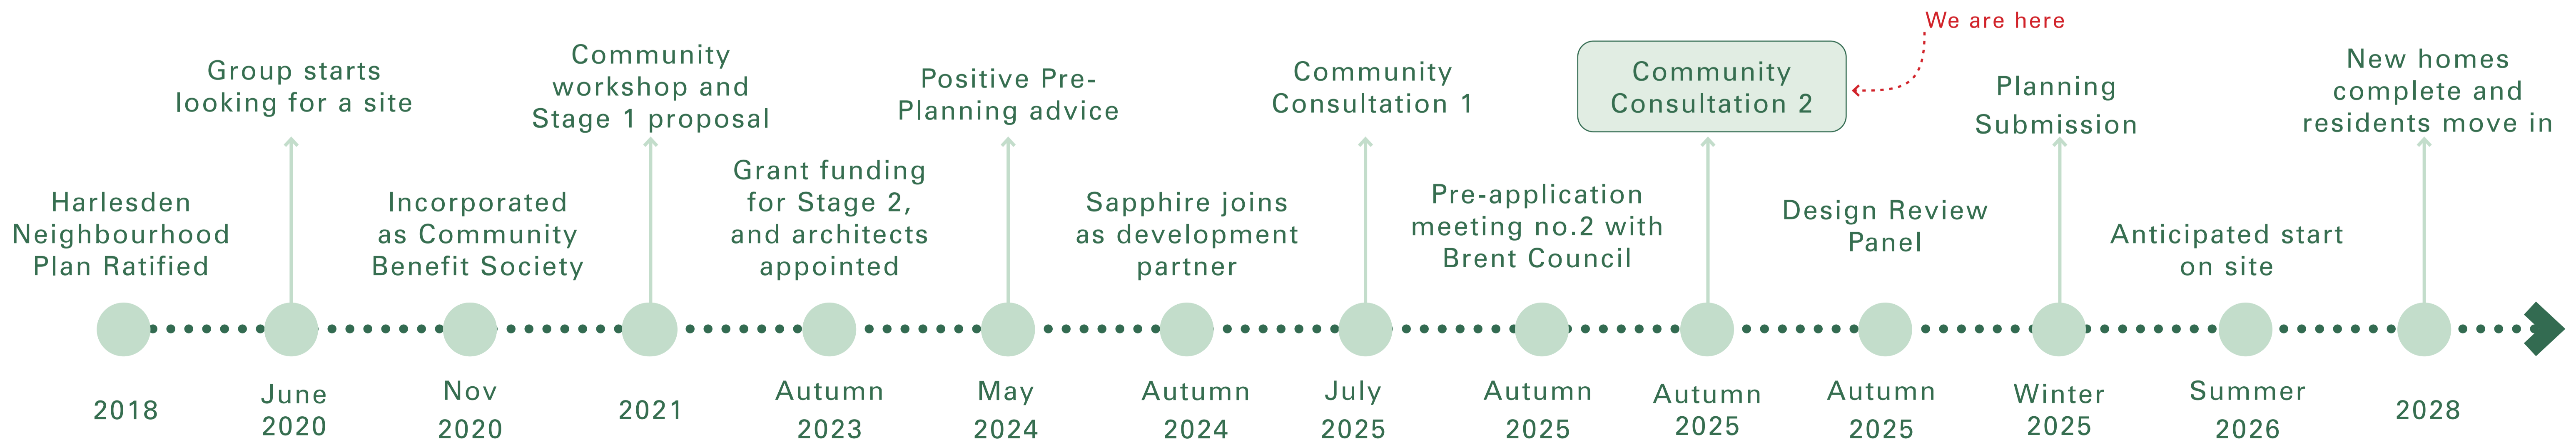 Harlesden
Neighbourhood
Plan Ratified
2018
Group starts
looking for a site
June
2020
Incorporated
as Community
Benefit Society
Nov
2020
Community
workshop and
Stage 1 proposal
2021
Grant funding
for Stage 2,
and architects
appointed
Autumn
2023
Positive Pre-
Planning advice
May
2024
Sapphire joins
as development
partner
Autumn
2024
Community
Consultation 1
July
2025
Pre-application
meeting no.2 with
Brent Council
Autumn
2025
We are here
Community
Consultation 2
Autumn
2025
Design Review
Panel
Autumn
2025
Planning
Submission
Winter
2025
Anticipated start
on site
Summer
2026
New homes
complete and
residents move in
2028